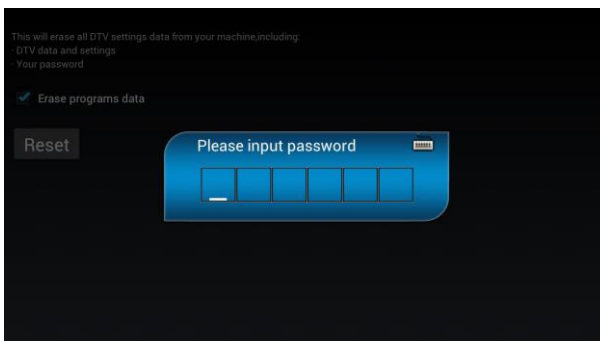 This will erase all DTV settings data from your machine,including:
· DTV data and settings
· Your password
Erase programs data
Reset
Please input password